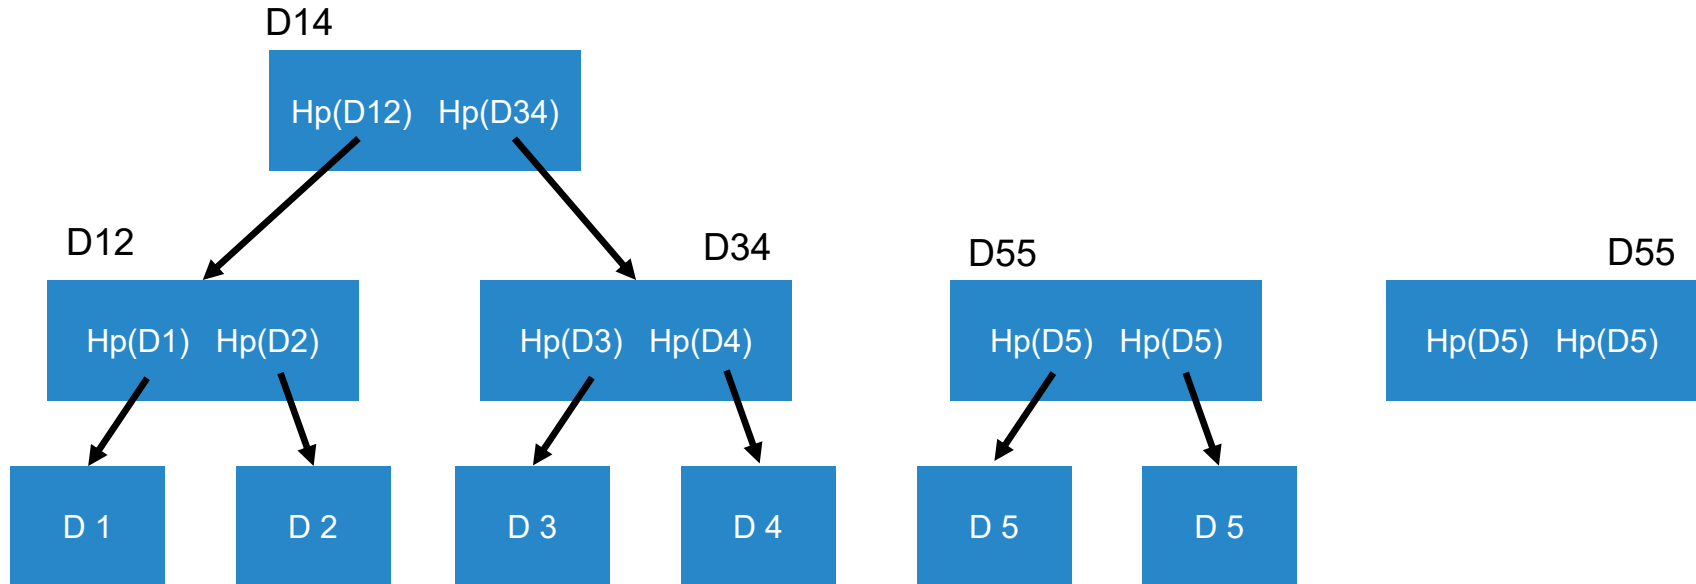 D14
Hp(D12) Hp(D34)
D12
D34
D55
D55
Hp(D1) Hp(D2)
Hp(D3) Hp(D4)
Hp(D5) Hp(D5)
Hp(D5) Hp(D5)
D 1
D 2
D 3
D 4
D 5
D 5